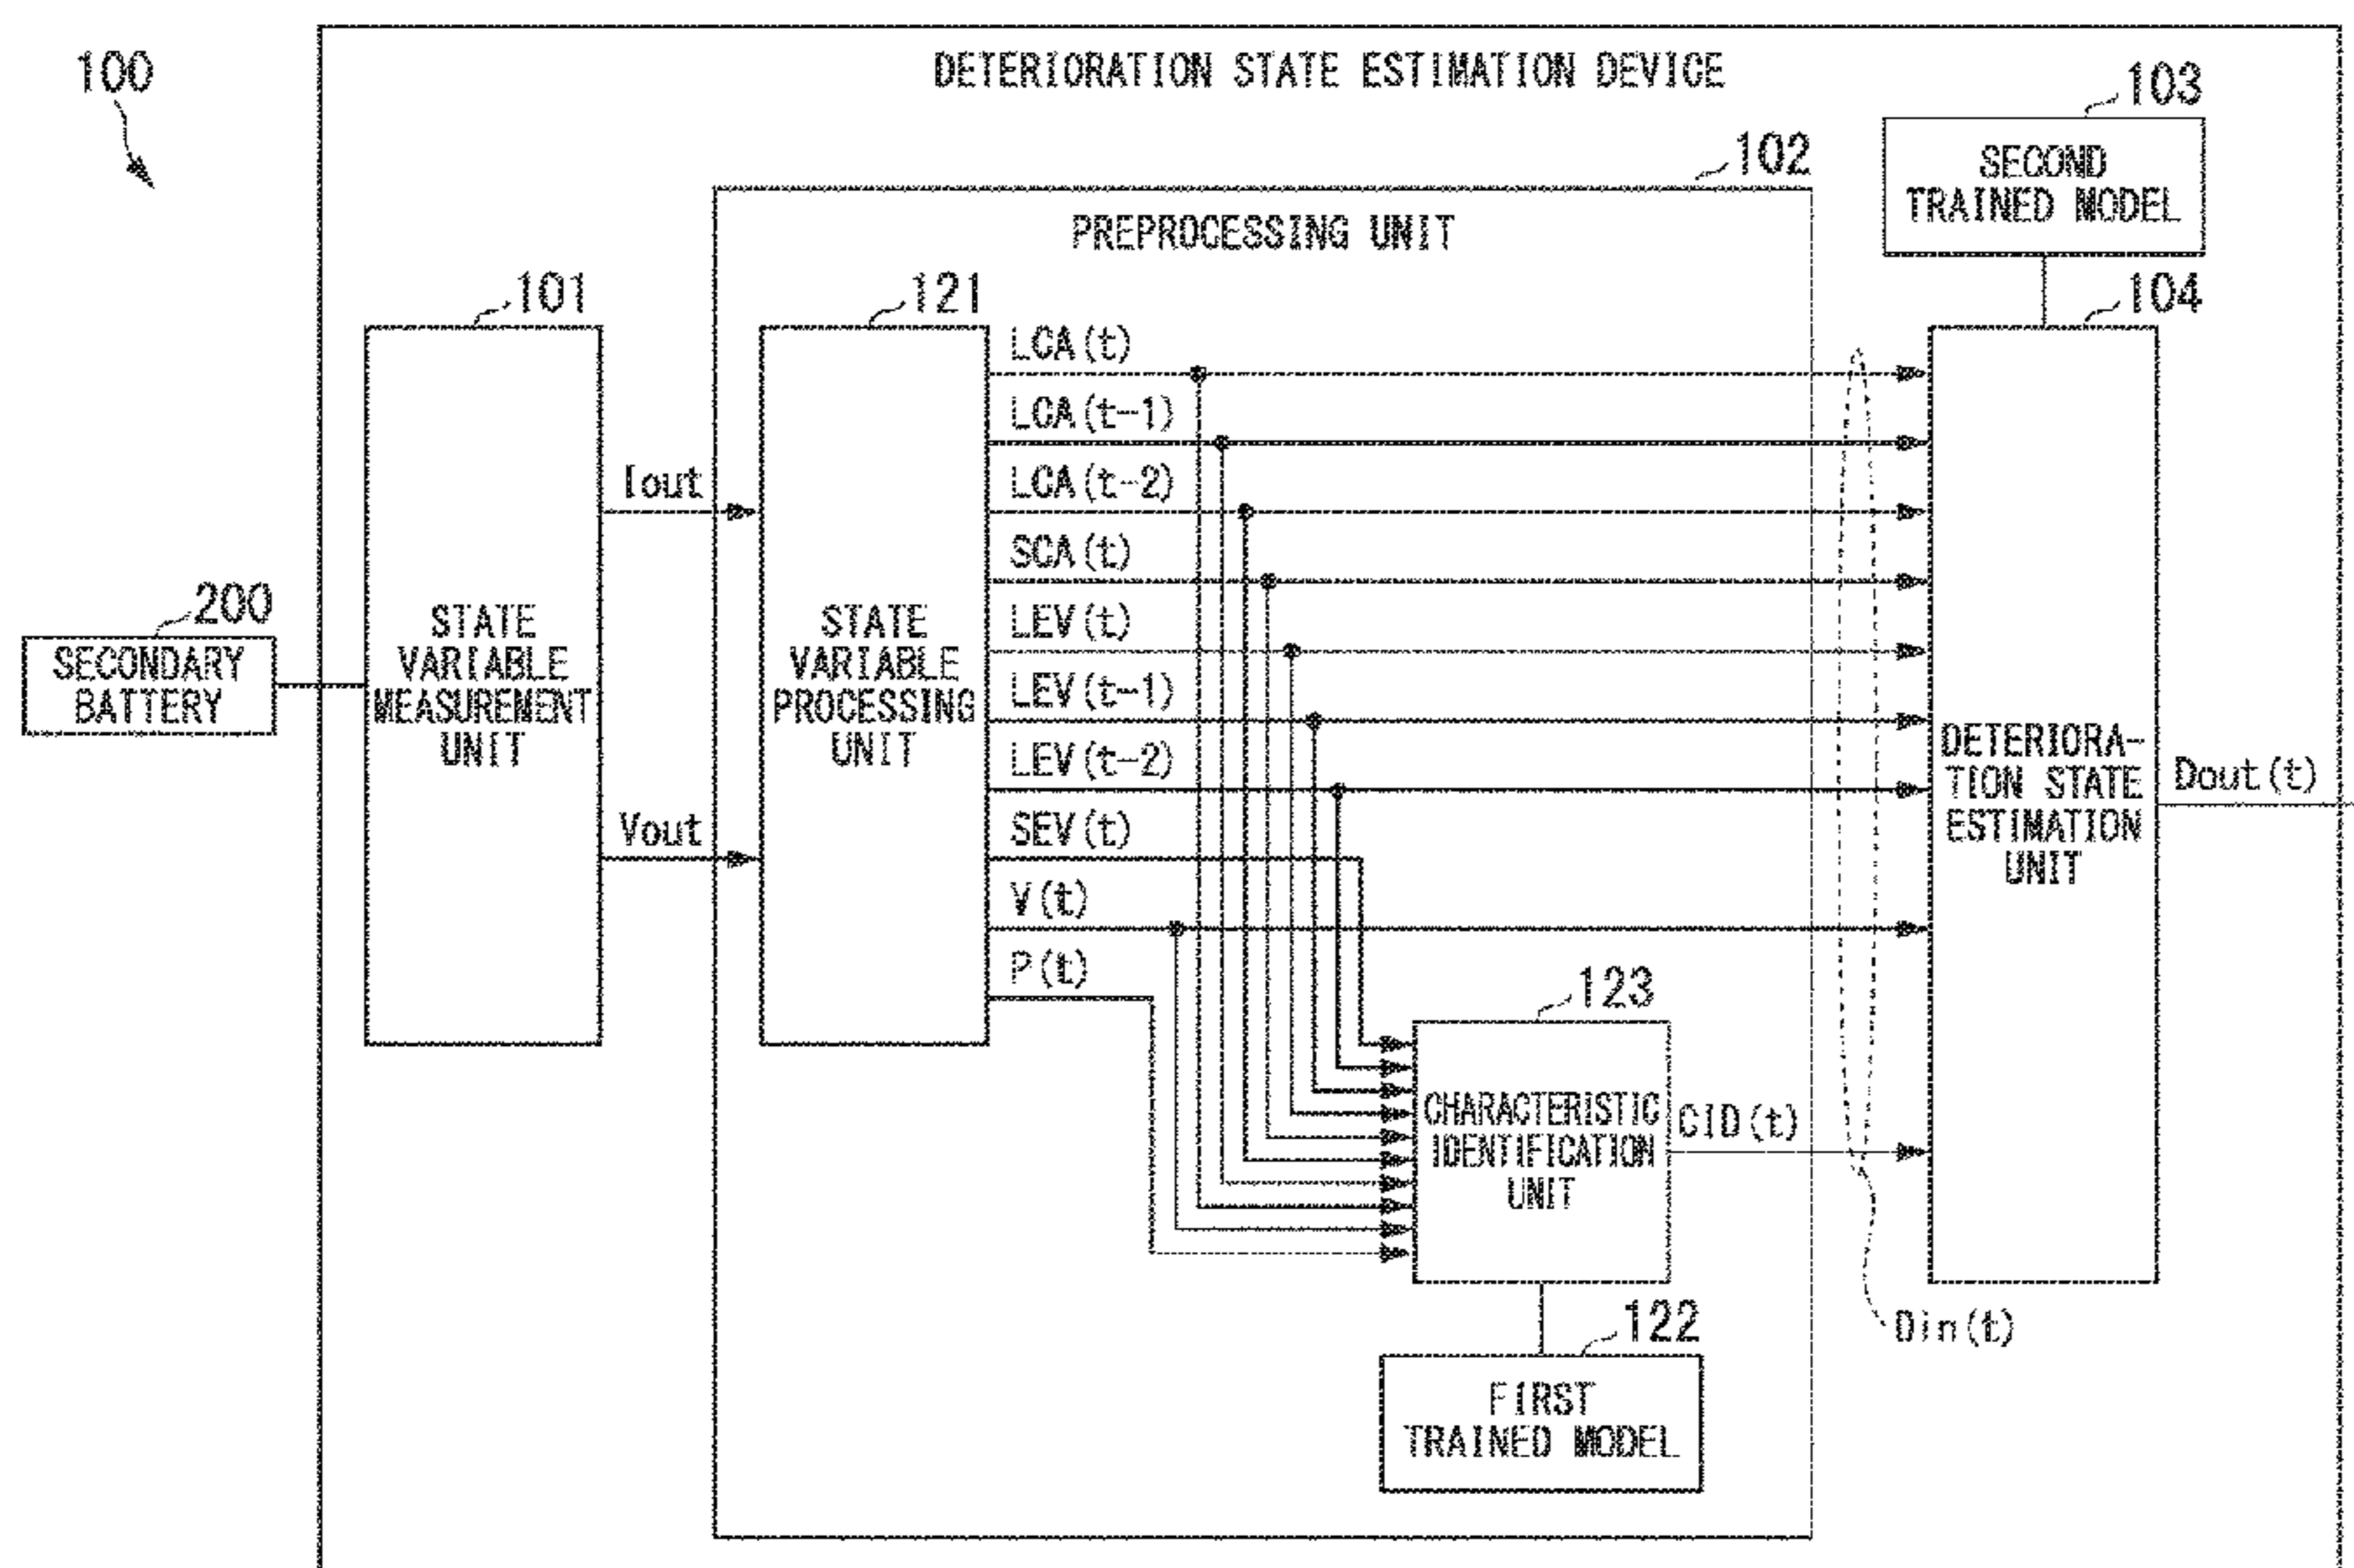 100
DETERIORATION STATE ESTIMATION DEVICE
103
SECOND
TRAINED MODEL
102
PREPROCESSING UNIT
101
121
104
LCA(t)
LCA(t-1)
LCA(t-2)
SCA(t)
LEV(t)
LEV(t-1)
LEV(t-2)
SEV(t)
V(t)
P(t)
Iout
Vout
200
SECONDARY
BATTERY
STATE
VARIABLE
MEASUREMENT
UNIT
STATE
VARIABLE
PROCESSING
UNIT
DETERIORA-
TION STATE
ESTIMATION
UNIT
Dout(t)
123
CHARACTERISTIC
IDENTIFICATION
UNIT
CID(t)
Din(t)
122
FIRST
TRAINED MODEL